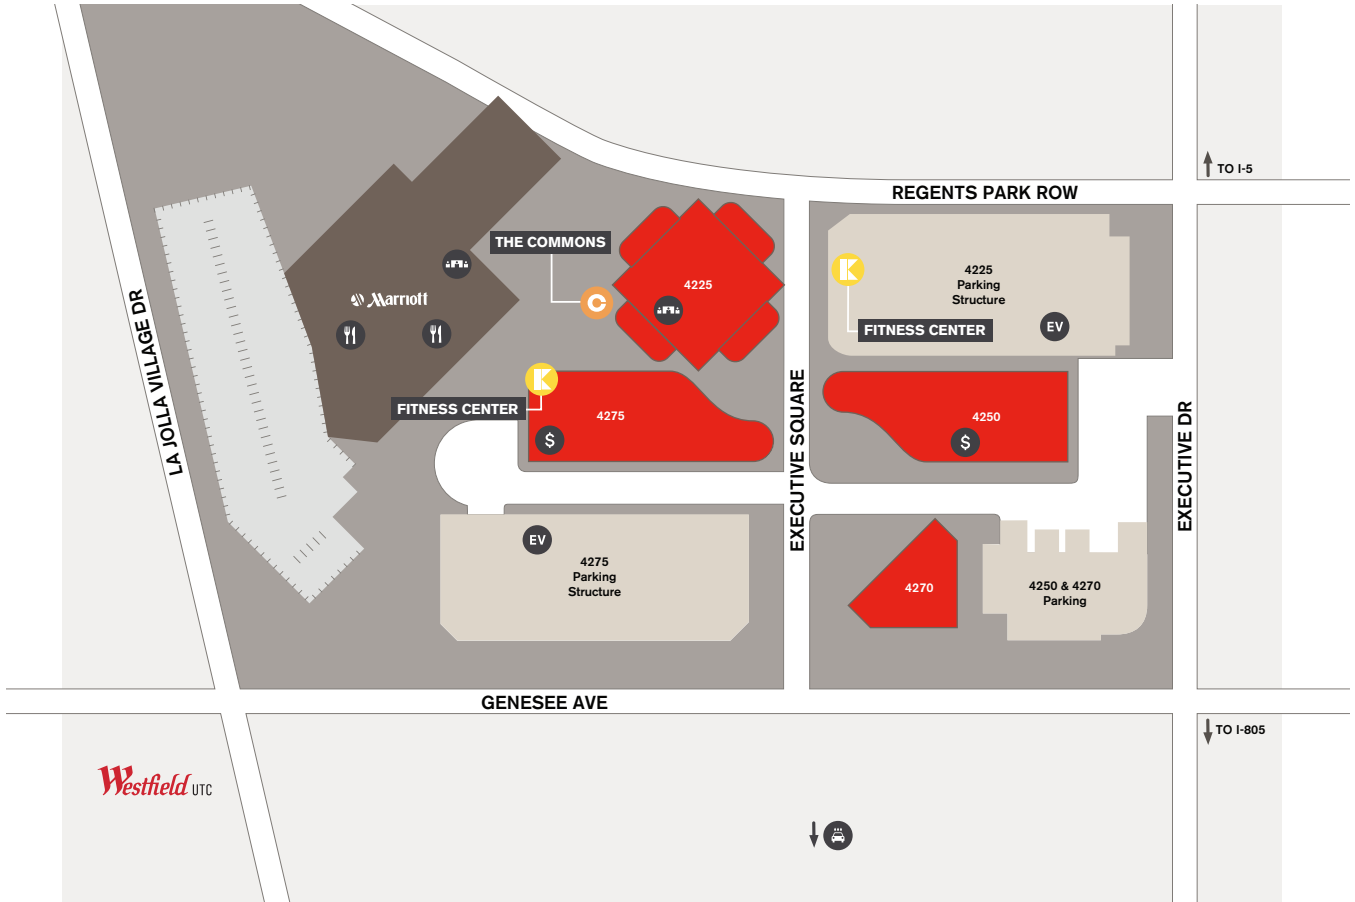 TO I-5
REGENTS PARK ROW
THE COMMONS
4225
4225
Parking
Structure
Marriott
FITNESS CENTER
EV
LA JOLLA VILLAGE DR
FITNESS CENTER
4275
$
EXECUTIVE SQUARE
4250
$
EXECUTIVE DR
EV
4275
Parking
Structure
4270
4250 & 4270
Parking
GENESEE AVE
TO I-805
Westfield UTC